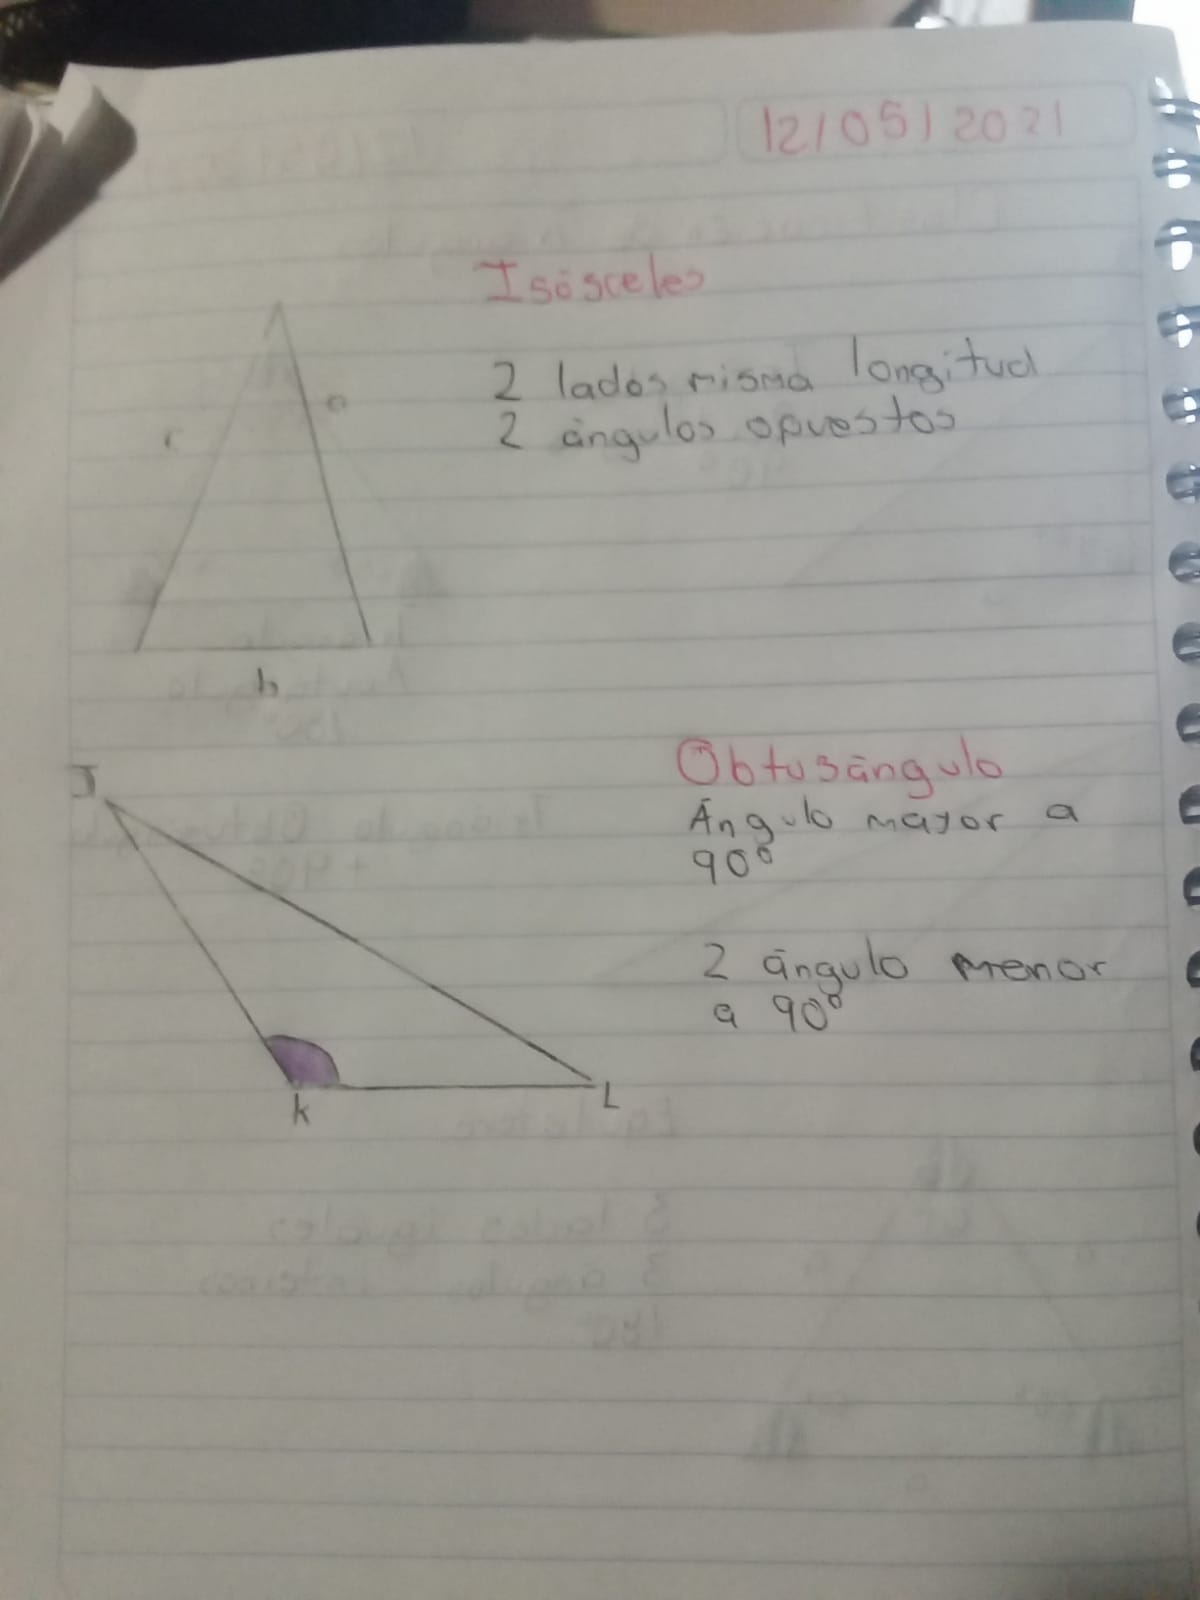 12/05/2021
Isósceles
2 lados misma longitud
2 ángulos opuestos
a
b
Obtusángulo
Ángulo mayor a
90°
2 ángulo menor
a 90°
J
K
L